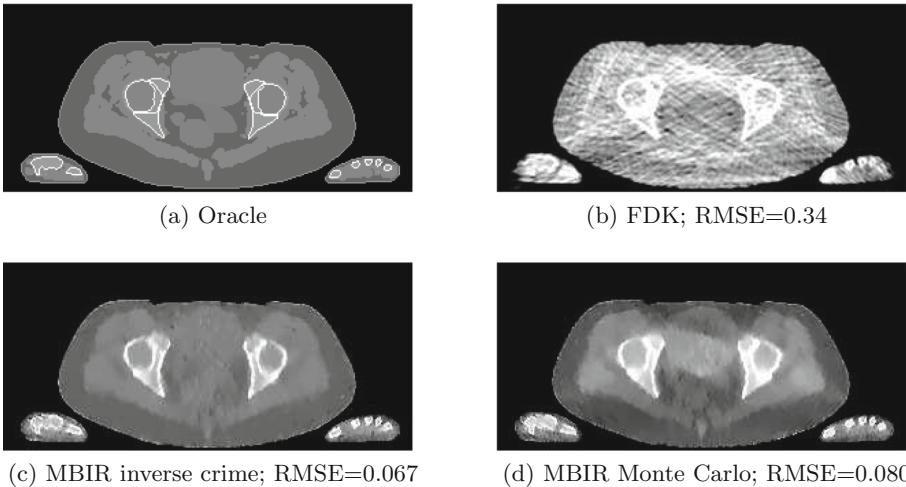 (a) Oracle
(b) FDK; RMSE=0.34
(c) MBIR inverse crime; RMSE=0.067
(d) MBIR Monte Carlo; RMSE=0.080